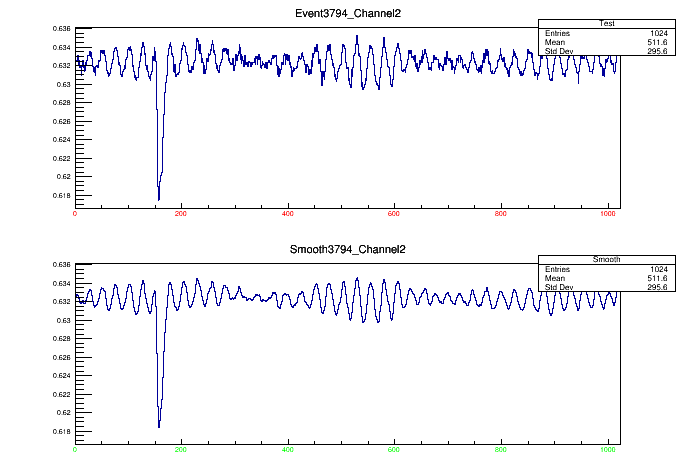 Event3794_Channel2
Test
Entries 1024
Mean 511.6
Std Dev 295.6
0.636
0.634
0.632
0.63
0.628
0.626
0.624
0.622
0.62
0.618
0 200 400 600 800 1000
Smooth3794_Channel2
Smooth
Entries 1024
Mean 511.6
Std Dev 295.6
0.636
0.634
0.632
0.63
0.628
0.626
0.624
0.622
0.62
0.618
0 200 400 600 800 1000